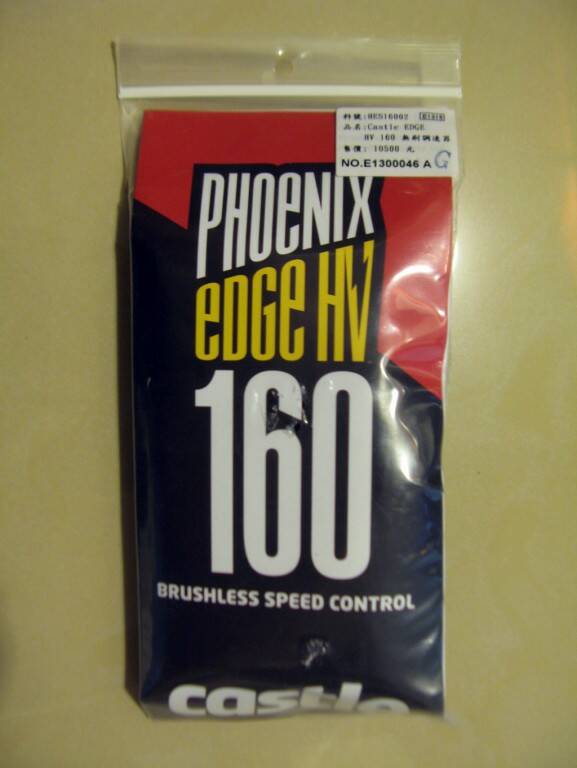 料號:HES16002
品名:Castle EDGE
HV 160 無刷調速器
售價: 10500 元
NO.E1300046 A G
PHOENIX
EDGE HV
160
BRUSHLESS SPEED CONTROL
castle